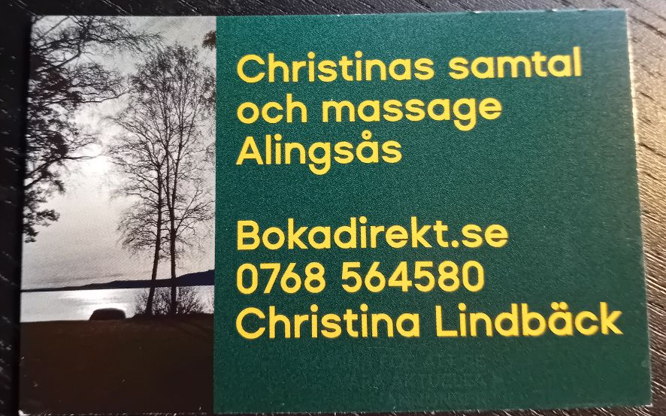 Christinas samtal
och massage
Alingsås
Bokadirekt.se
0768 564580
Christina Lindbäck